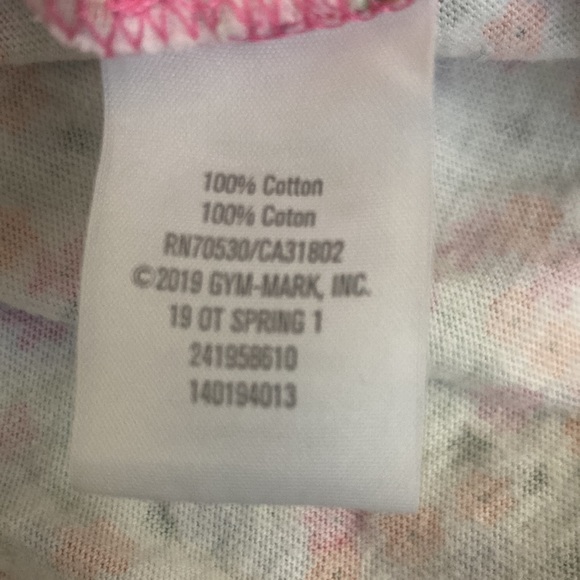 100% Cotton
100% Coton
RN70530/CA31802
©2019 GYM-MARK, INC.
19 OT SPRING 1
241958610
140194013